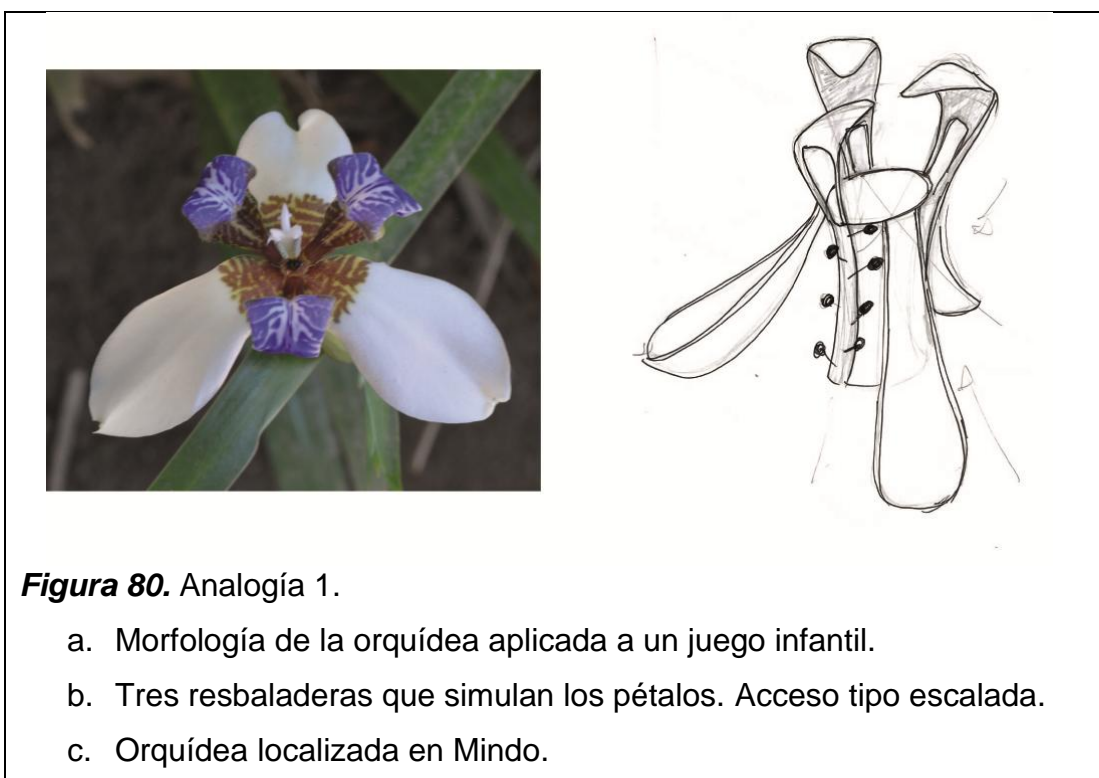 Figura 80. Analogía 1.
a. Morfología de la orquídea aplicada a un juego infantil.
b. Tres resbaladeras que simulan los pétalos. Acceso tipo escalada.
c. Orquídea localizada en Mindo.